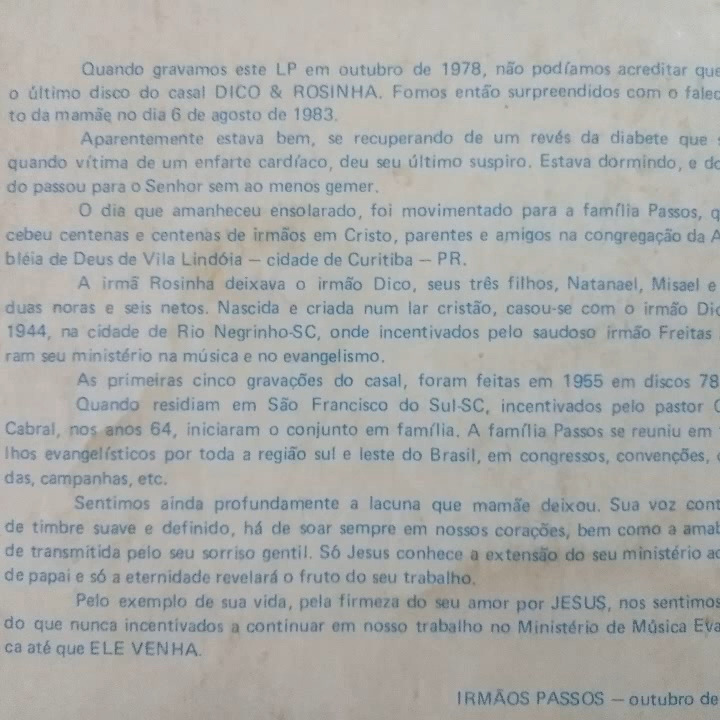 Quando gravamos este LP em outubro de 1978, não podíamos acreditar que
o último disco do casal DICO & ROSINHA. Fomos então surpreendidos com o falec
to da mamãe no dia 6 de agosto de 1983.
Aparentemente estava bem, se recuperando de um revés da diabete que
quando vítima de um enfarte cardíaco, deu seu último suspiro. Estava dormindo, e do
do passou para o Senhor sem ao menos gemer.
O dia que amanheceu ensolarado, foi movimentado para a família Passos, q
cebeu centenas e centenas de irmãos em Cristo, parentes e amigos na congregação da A
bléia de Deus de Vila Lindóia — cidade de Curitiba — PR.
A irmã Rosinha deixava o irmão Dico, seus três filhos, Natanael, Misael e
duas noras e seis netos. Nascida e criada num lar cristão, casou-se com o irmão Dic
1944, na cidade de Rio Negrinho-SC, onde incentivados pelo saudoso irmão Freitas
ram seu ministério na música e no evangelismo.
As primeiras cinco gravações do casal, foram feitas em 1955 em discos 78
Quando residiam em São Francisco do Sul-SC, incentivados pelo pastor
Cabral, nos anos 64, iniciaram o conjunto em família. A família Passos se reuniu em
lhos evangelísticos por toda a região sul e leste do Brasil, em congressos, convenções,
das, campanhas, etc.
Sentimos ainda profundamente a lacuna que mamãe deixou. Sua voz cont
de timbre suave e definido, há de soar sempre em nossos corações, bem como a amab
de transmitida pelo seu sorriso gentil. Só Jesus conhece a extensão do seu ministério ao
de papai e só a eternidade revelará o fruto do seu trabalho.
Pelo exemplo de sua vida, pela firmeza do seu amor por JESUS, nos sentimos
do que nunca incentivados a continuar em nosso trabalho no Ministério de Música Eva
ca até que ELE VENHA.
IRMÃOS PASSOS — outubro de